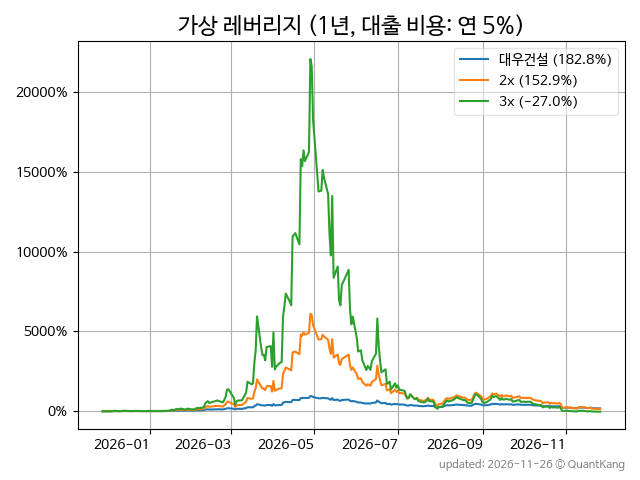 가상 레버리지 (1년, 대출 비용: 연 5%)
대우건설 (182.8%)
2x (152.9%)
3x (−27.0%)
20000%
15000%
10000%
5000%
0%
2026-01 2026-03 2026-05 2026-07 2026-09 2026-11
updated: 2026-11-26 © QuantKang